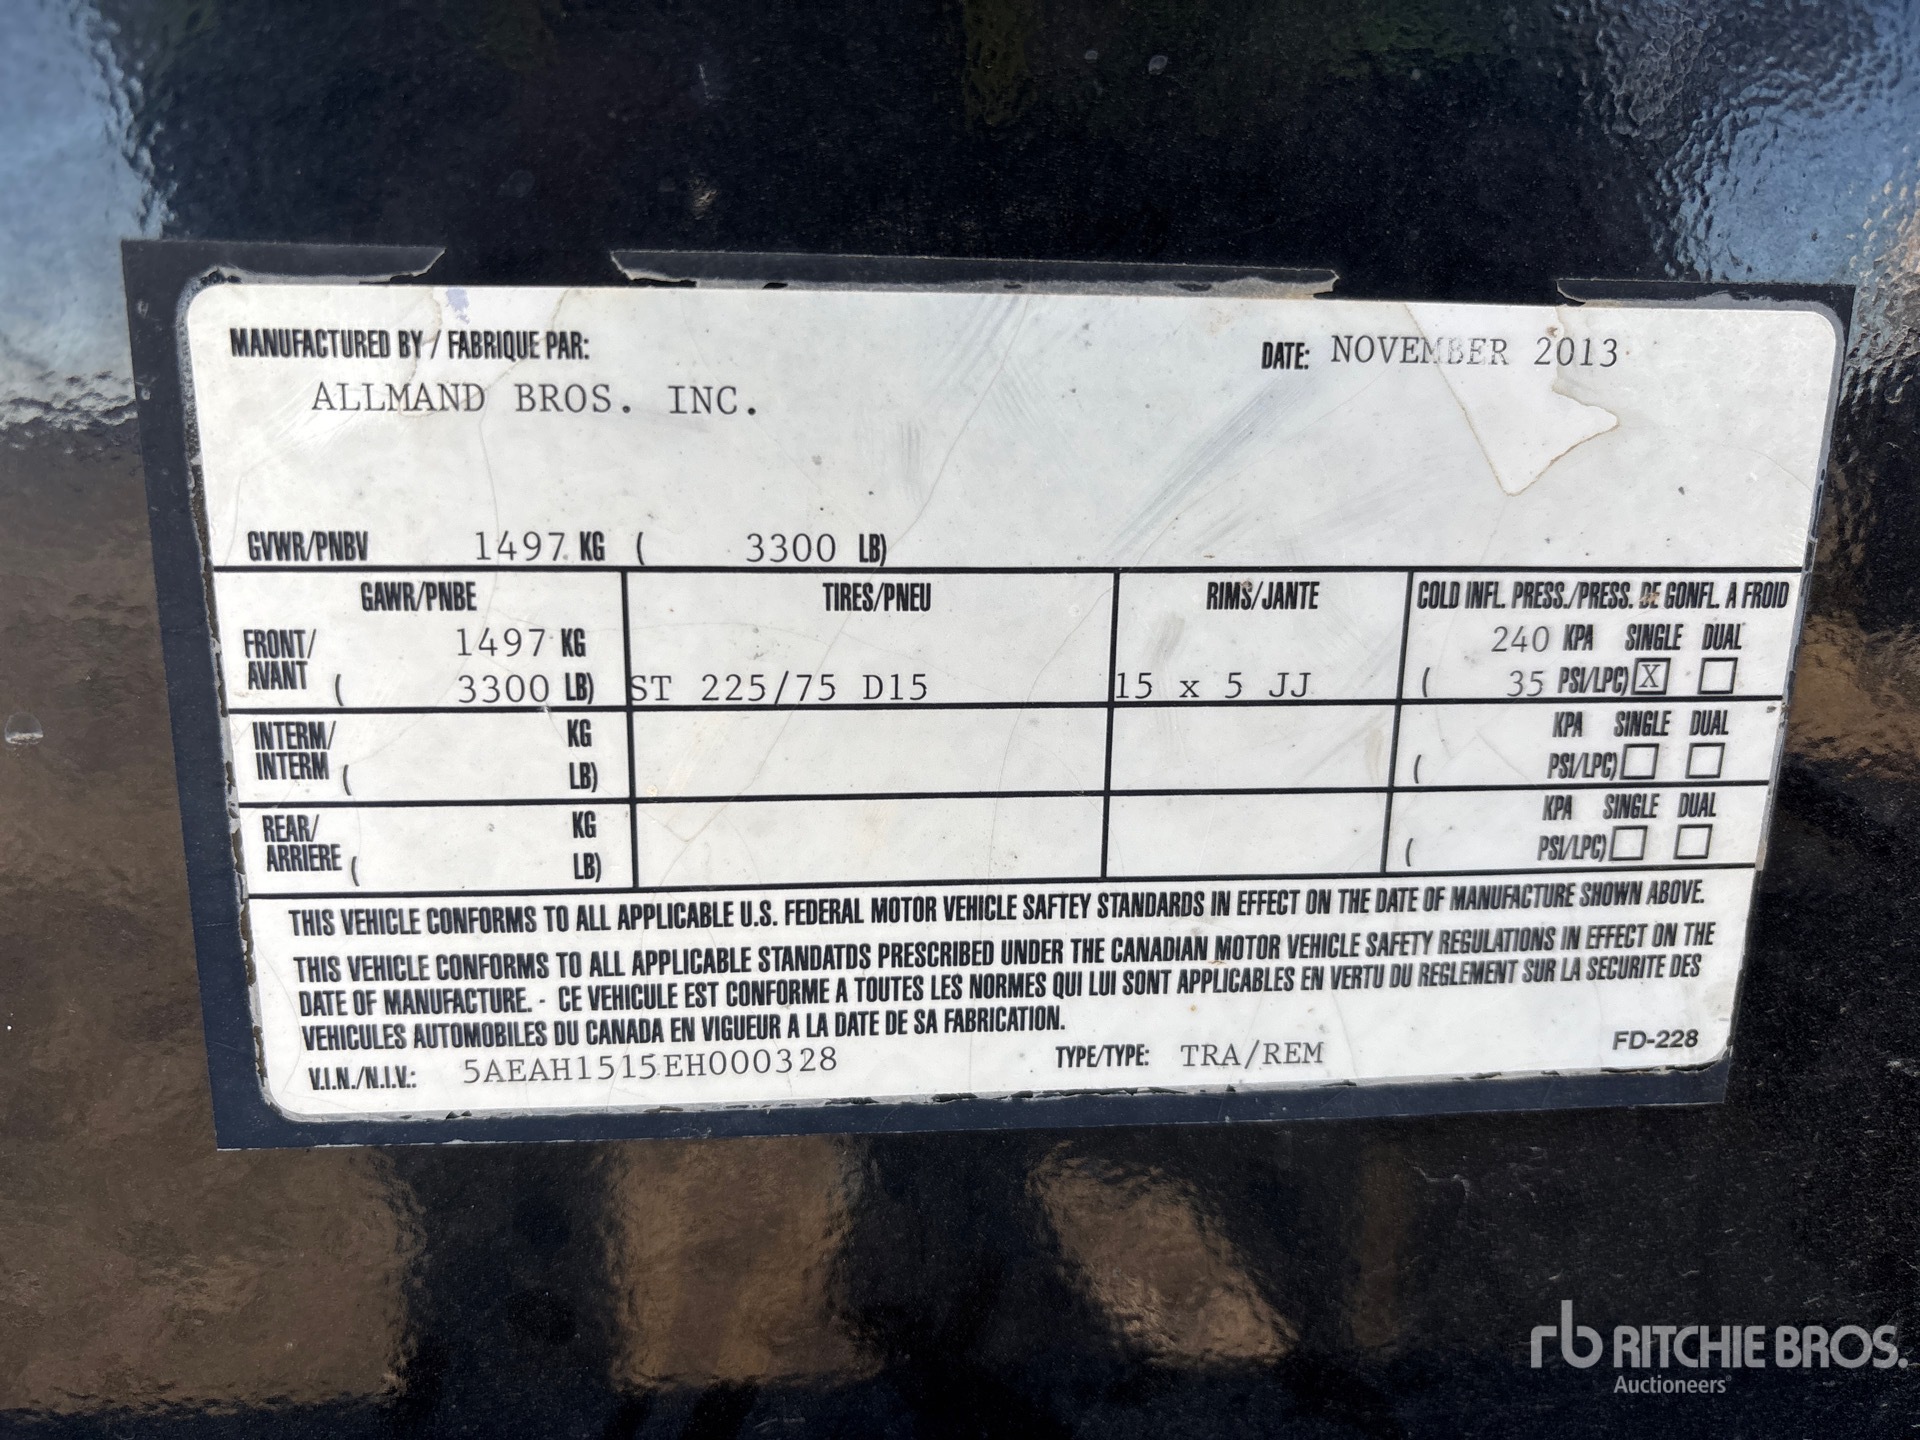 MANUFACTURED BY / FABRIQUE PAR: DATE: NOVEMBER 2013
ALLMAND BROS. INC.
GVWR/PNBV 1497 KG ( 3300 LB)
GAWR/PNBE TIRES/PNEU RIMS/JANTE COLD INFL. PRESS./PRESS. DE GONFL. A FROID
FRONT/ 1497 KG 240 KPA SINGLE DUAL
AVANT ( 3300 LB) ST 225/75 D15 15 x 5 JJ ( 35 PSI/LPC) X
INTERM/ KG KPA SINGLE DUAL
INTERM ( LB) ( PSI/LPC)
REAR/ KG KPA SINGLE DUAL
ARRIERE ( LB) ( PSI/LPC)
THIS VEHICLE CONFORMS TO ALL APPLICABLE U.S. FEDERAL MOTOR VEHICLE SAFTEY STANDARDS IN EFFECT ON THE DATE OF MANUFACTURE SHOWN ABOVE.
THIS VEHICLE CONFORMS TO ALL APPLICABLE STANDATDS PRESCRIBED UNDER THE CANADIAN MOTOR VEHICLE SAFETY REGULATIONS IN EFFECT ON THE
DATE OF MANUFACTURE. - CE VEHICULE EST CONFORME A TOUTES LES NORMES QUI LUI SONT APPLICABLES EN VERTU DU REGLEMENT SUR LA SECURITE DES
VEHICULES AUTOMOBILES DU CANADA EN VIGUEUR A LA DATE DE SA FABRICATION.
V.I.N./N.I.V.: 5AEAH1515EH000328 TYPE/TYPE: TRA/REM FD-228
rb RITCHIE BROS.
Auctioneers